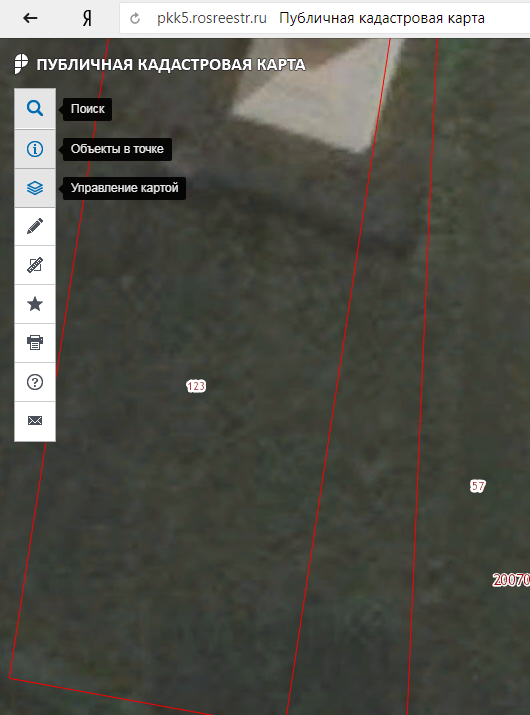 Я pkk5.rosreestr.ru Публичная кадастровая карта
ПУБЛИЧНАЯ КАДАСТРОВАЯ КАРТА
Поиск
Объекты в точке
Управление картой
123
57
20070